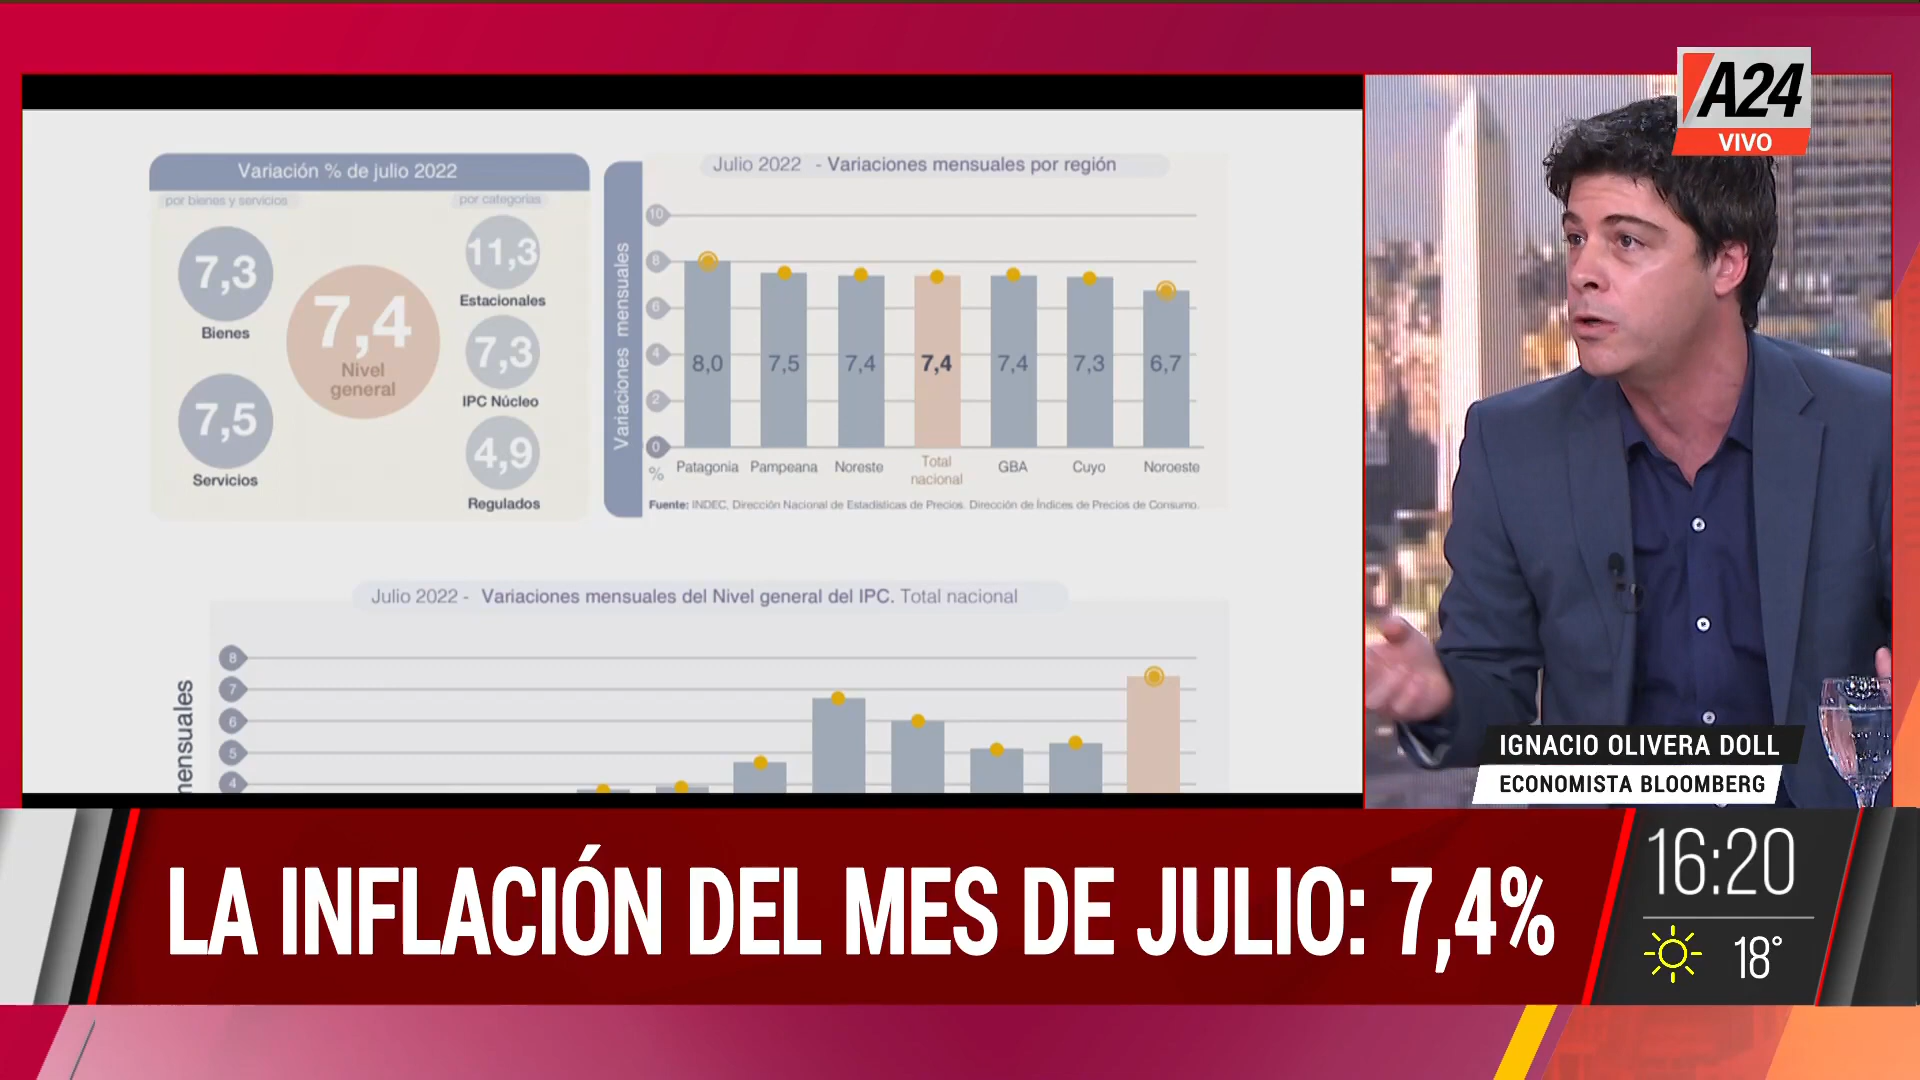 A24
VIVO
Variación % de julio 2022
por bienes y servicios
por categorías
7,3
Bienes
7,5
Servicios
7,4
Nivel
general
11,3
Estacionales
7,3
IPC Núcleo
4,9
Regulados
Julio 2022 - Variaciones mensuales por región
Variaciones mensuales
10
8
6
4
2
0
%
8,0
7,5
7,4
7,4
7,4
7,3
6,7
Patagonia
Pampeana
Noreste
Total
nacional
GBA
Cuyo
Noroeste
Fuente: INDEC, Dirección Nacional de Estadísticas de Precios. Dirección de Índices de Precios de Consumo.
Julio 2022 - Variaciones mensuales del Nivel general del IPC. Total nacional
mensuales
8
7
6
5
4
IGNACIO OLIVERA DOLL
ECONOMISTA BLOOMBERG
LA INFLACIÓN DEL MES DE JULIO: 7,4%
16:20
18°